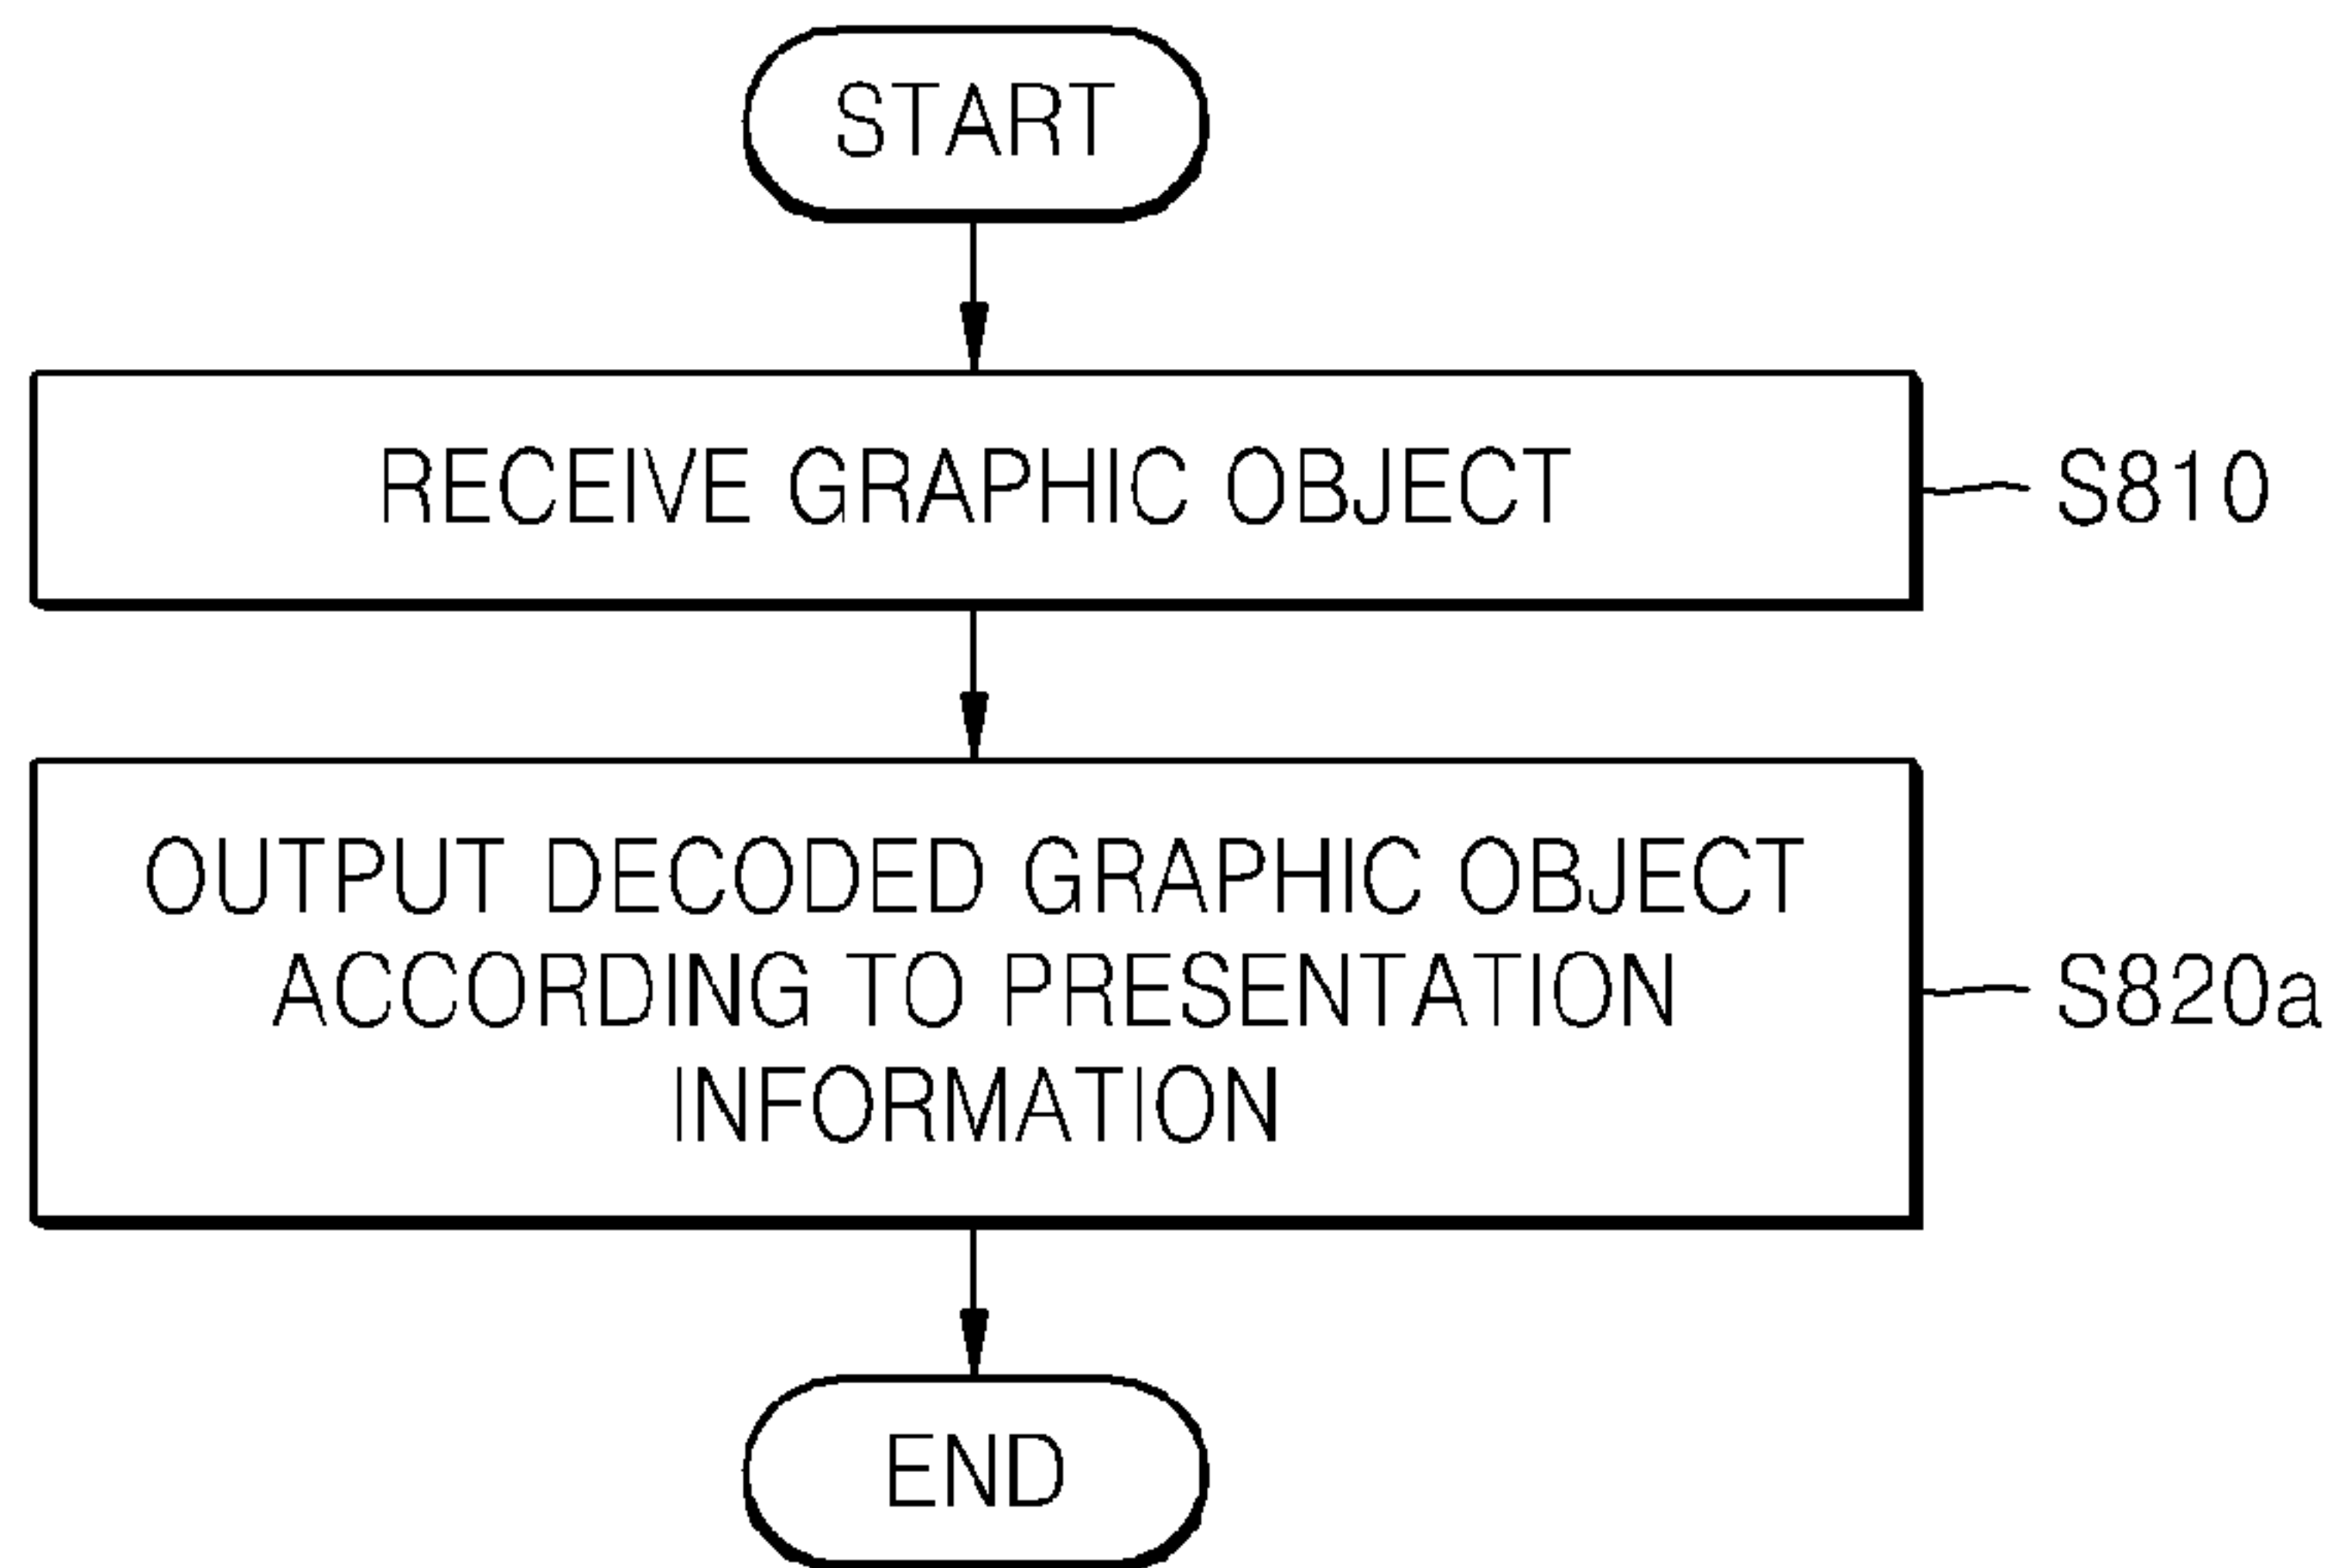 START
RECEIVE GRAPHIC OBJECT
S810
OUTPUT DECODED GRAPHIC OBJECT
ACCORDING TO PRESENTATION
INFORMATION
S820a
END